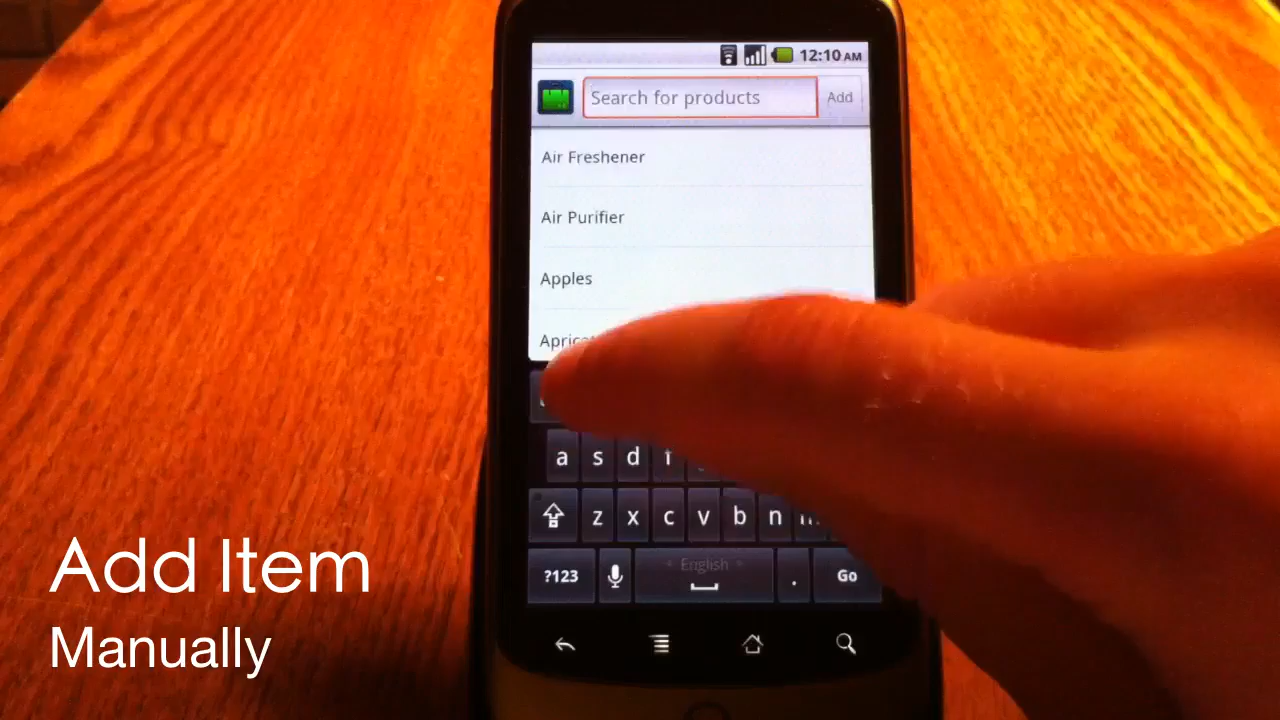 12:10 AM
Search for products
Add
Air Freshener
Air Purifier
Apples
a s d
z x c v b n
?123
English
. Go
Add Item
Manually